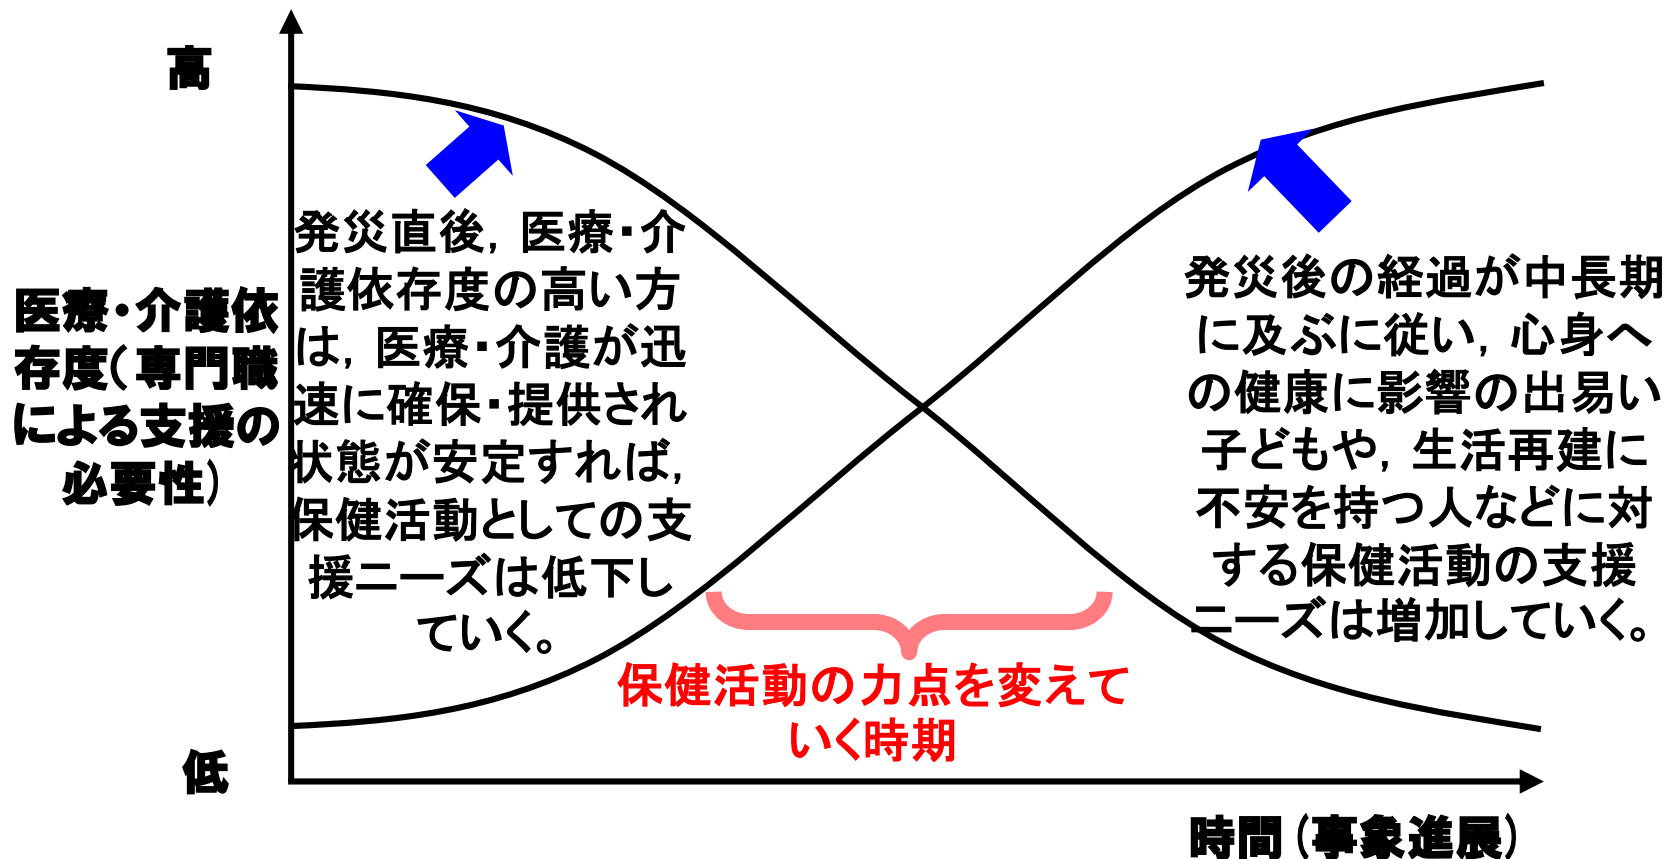 高
医療・介護依
存度(専門職
による支援の
必要性)
低
発災直後，医療・介
護依存度の高い方
は，医療・介護が迅
速に確保・提供され
状態が安定すれば，
保健活動としての支
援ニーズは低下し
ていく。
発災後の経過が中長期
に及ぶに従い，心身へ
の健康に影響の出易い
子どもや，生活再建に
不安を持つ人などに対
する保健活動の支援
ニーズは増加していく。
保健活動の力点を変えて
いく時期
時間(事象進展)